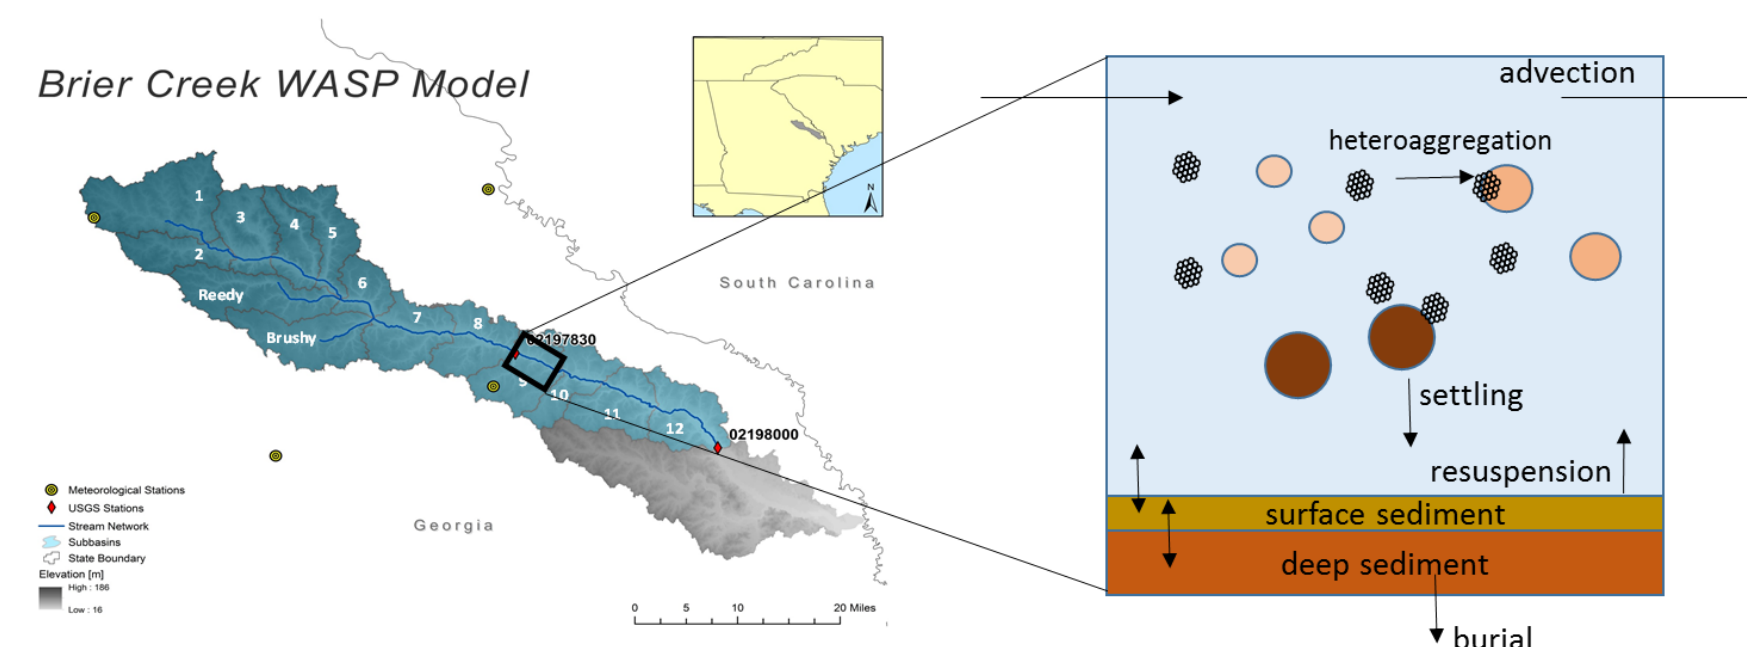 Brier Creek WASP Model
1
3
4
5
2
6
Reedy
7
8
Brushy
02197830
9
10
11
12
02198000
South Carolina
Georgia
N
Meteorological Stations
USGS Stations
Stream Network
Subbasins
State Boundary
Elevation [m]
High : 186
Low : 16
0 5 10 20 Miles
advection
heteroaggregation
settling
resuspension
surface sediment
deep sediment
burial